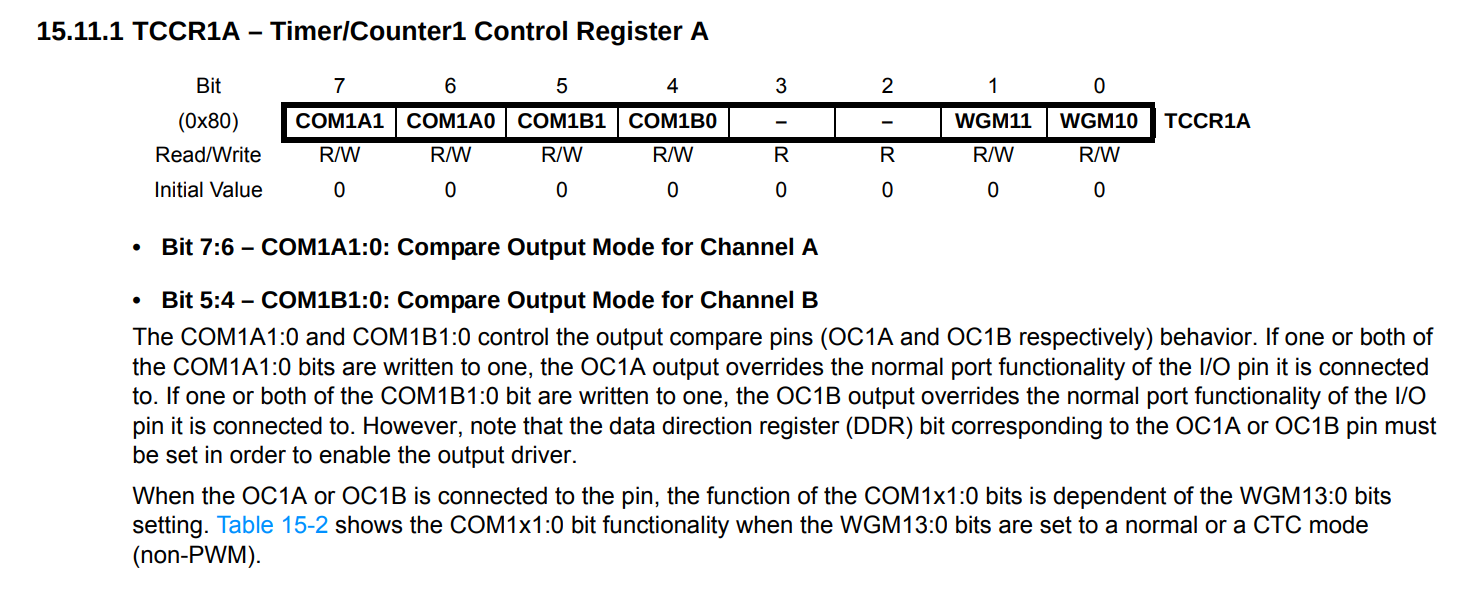 15.11.1 TCCR1A – Timer/Counter1 Control Register A
Bit 7 6 5 4 3 2 1 0
(0x80) COM1A1 COM1A0 COM1B1 COM1B0 – – WGM11 WGM10 TCCR1A
Read/Write R/W R/W R/W R/W R R R/W R/W
Initial Value 0 0 0 0 0 0 0 0
• Bit 7:6 – COM1A1:0: Compare Output Mode for Channel A
• Bit 5:4 – COM1B1:0: Compare Output Mode for Channel B
The COM1A1:0 and COM1B1:0 control the output compare pins (OC1A and OC1B respectively) behavior. If one or both of
the COM1A1:0 bits are written to one, the OC1A output overrides the normal port functionality of the I/O pin it is connected
to. If one or both of the COM1B1:0 bit are written to one, the OC1B output overrides the normal port functionality of the I/O
pin it is connected to. However, note that the data direction register (DDR) bit corresponding to the OC1A or OC1B pin must
be set in order to enable the output driver.
When the OC1A or OC1B is connected to the pin, the function of the COM1x1:0 bits is dependent of the WGM13:0 bits
setting. Table 15-2 shows the COM1x1:0 bit functionality when the WGM13:0 bits are set to a normal or a CTC mode
(non-PWM).